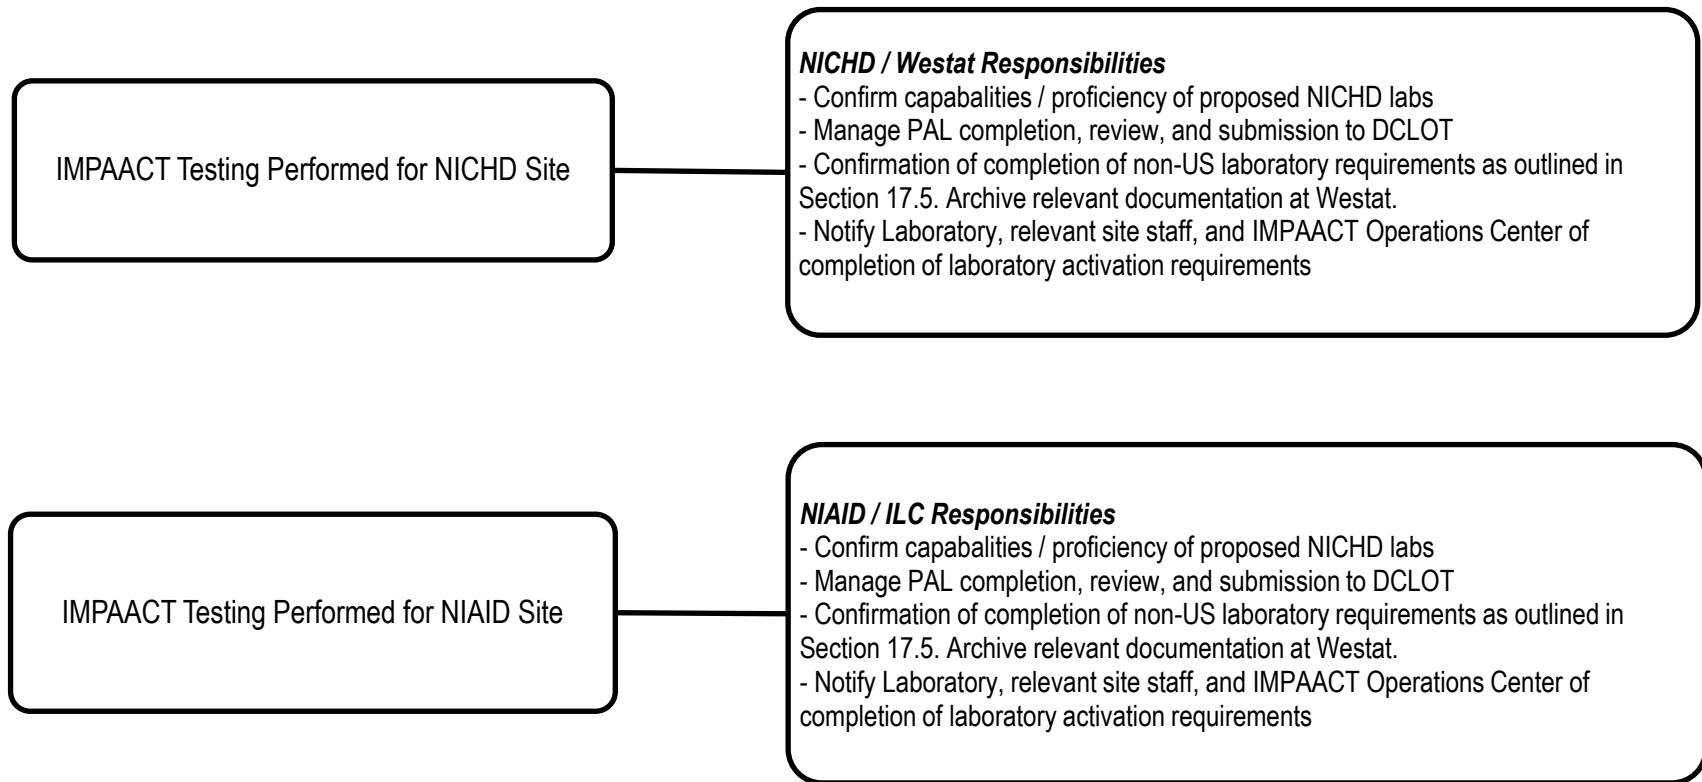 IMPAACT Testing Performed for NICHD Site
NICHD / Westat Responsibilities
- Confirm capabalities / proficiency of proposed NICHD labs
- Manage PAL completion, review, and submission to DCLOT
- Confirmation of completion of non-US laboratory requirements as outlined in
Section 17.5. Archive relevant documentation at Westat.
- Notify Laboratory, relevant site staff, and IMPAACT Operations Center of
completion of laboratory activation requirements
IMPAACT Testing Performed for NIAID Site
NIAID / ILC Responsibilities
- Confirm capabalities / proficiency of proposed NICHD labs
- Manage PAL completion, review, and submission to DCLOT
- Confirmation of completion of non-US laboratory requirements as outlined in
Section 17.5. Archive relevant documentation at Westat.
- Notify Laboratory, relevant site staff, and IMPAACT Operations Center of
completion of laboratory activation requirements